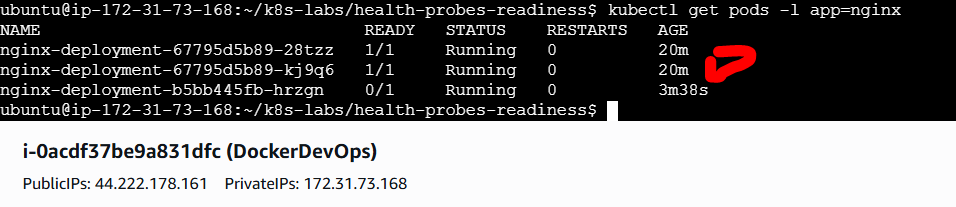 ubuntu@ip-172-31-73-168:~/k8s-labs/health-probes-readiness$ kubectl get pods -l app=nginx
NAME READY STATUS RESTARTS AGE
nginx-deployment-67795d5b89-28tzz 1/1 Running 0 20m
nginx-deployment-67795d5b89-kj9q6 1/1 Running 0 20m
nginx-deployment-b5bb445fb-hrzgn 0/1 Running 0 3m38s
ubuntu@ip-172-31-73-168:~/k8s-labs/health-probes-readiness$
i-0acdf37be9a831dfc (DockerDevOps)
PublicIPs: 44.222.178.161 PrivateIPs: 172.31.73.168